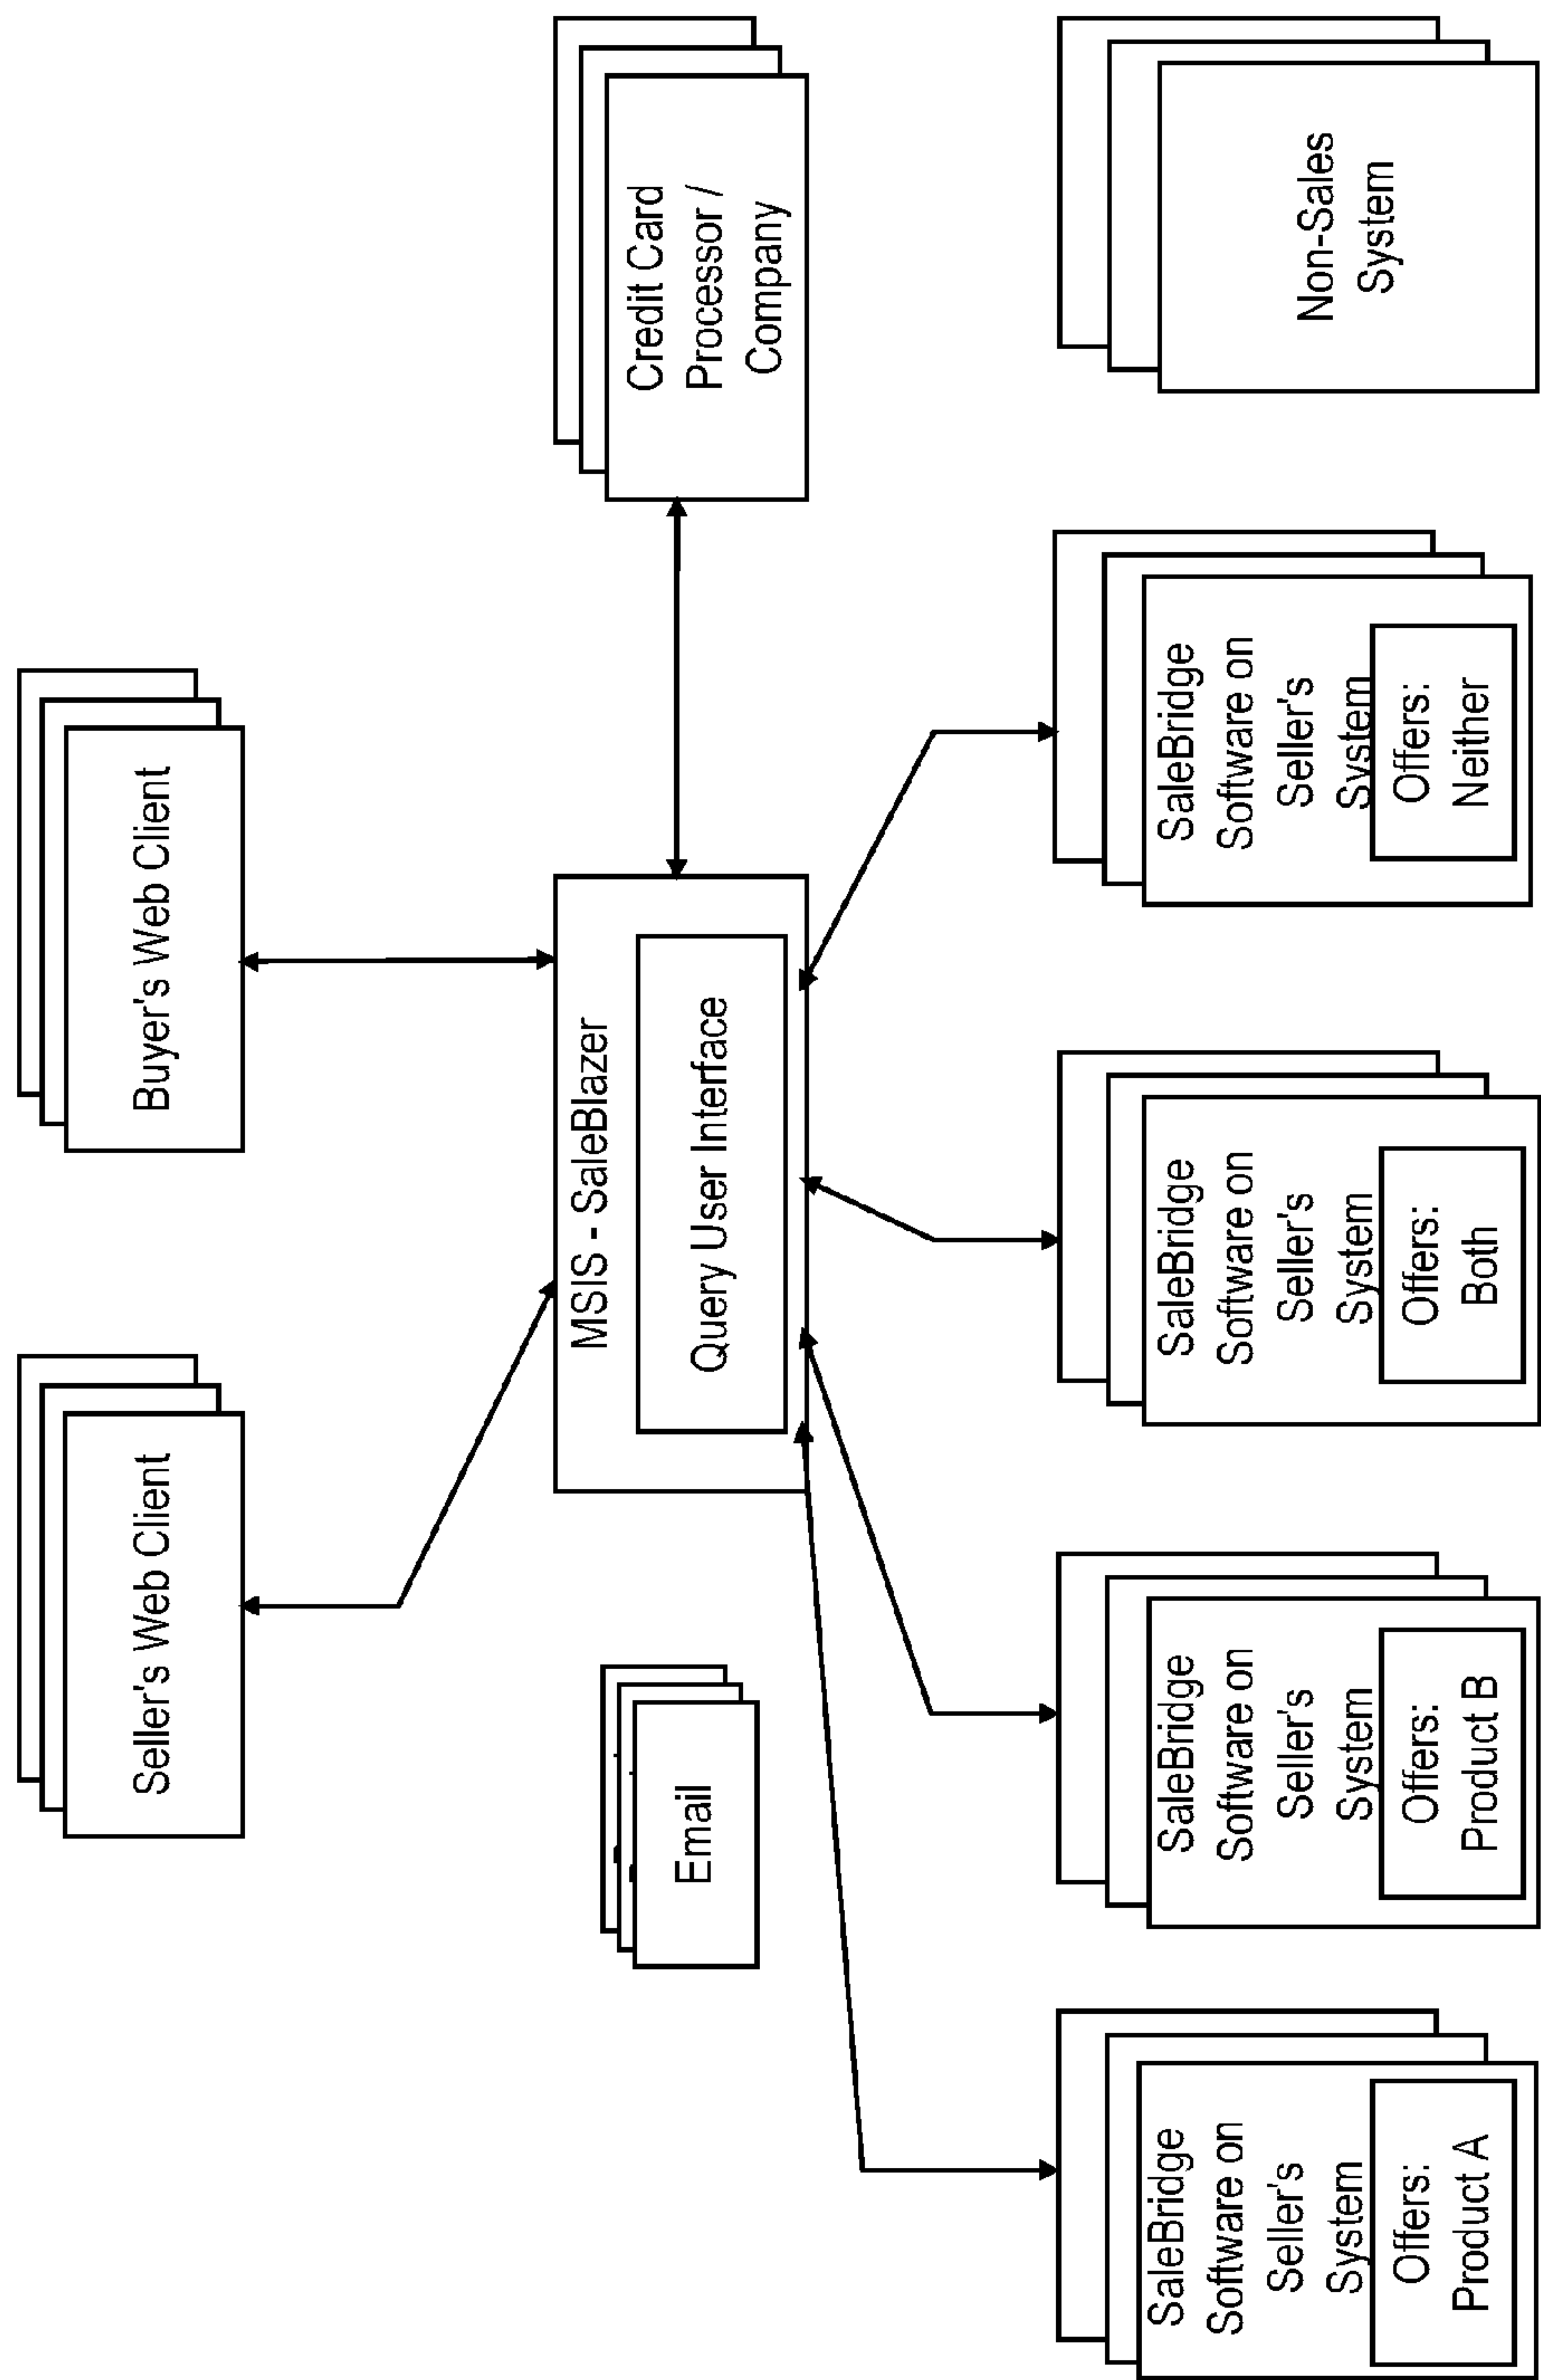 Seller's Web Client
Buyer's Web Client
Email
MSIS - SaleBlazer
Query User Interface
Credit Card
Processor /
Company
SaleBridge
Software on
Seller's
System
Offers:
Product A
SaleBridge
Software on
Seller's
System
Offers:
Product B
SaleBridge
Software on
Seller's
System
Offers:
Both
SaleBridge
Software on
Seller's
System
Offers:
Neither
Non-Sales
System